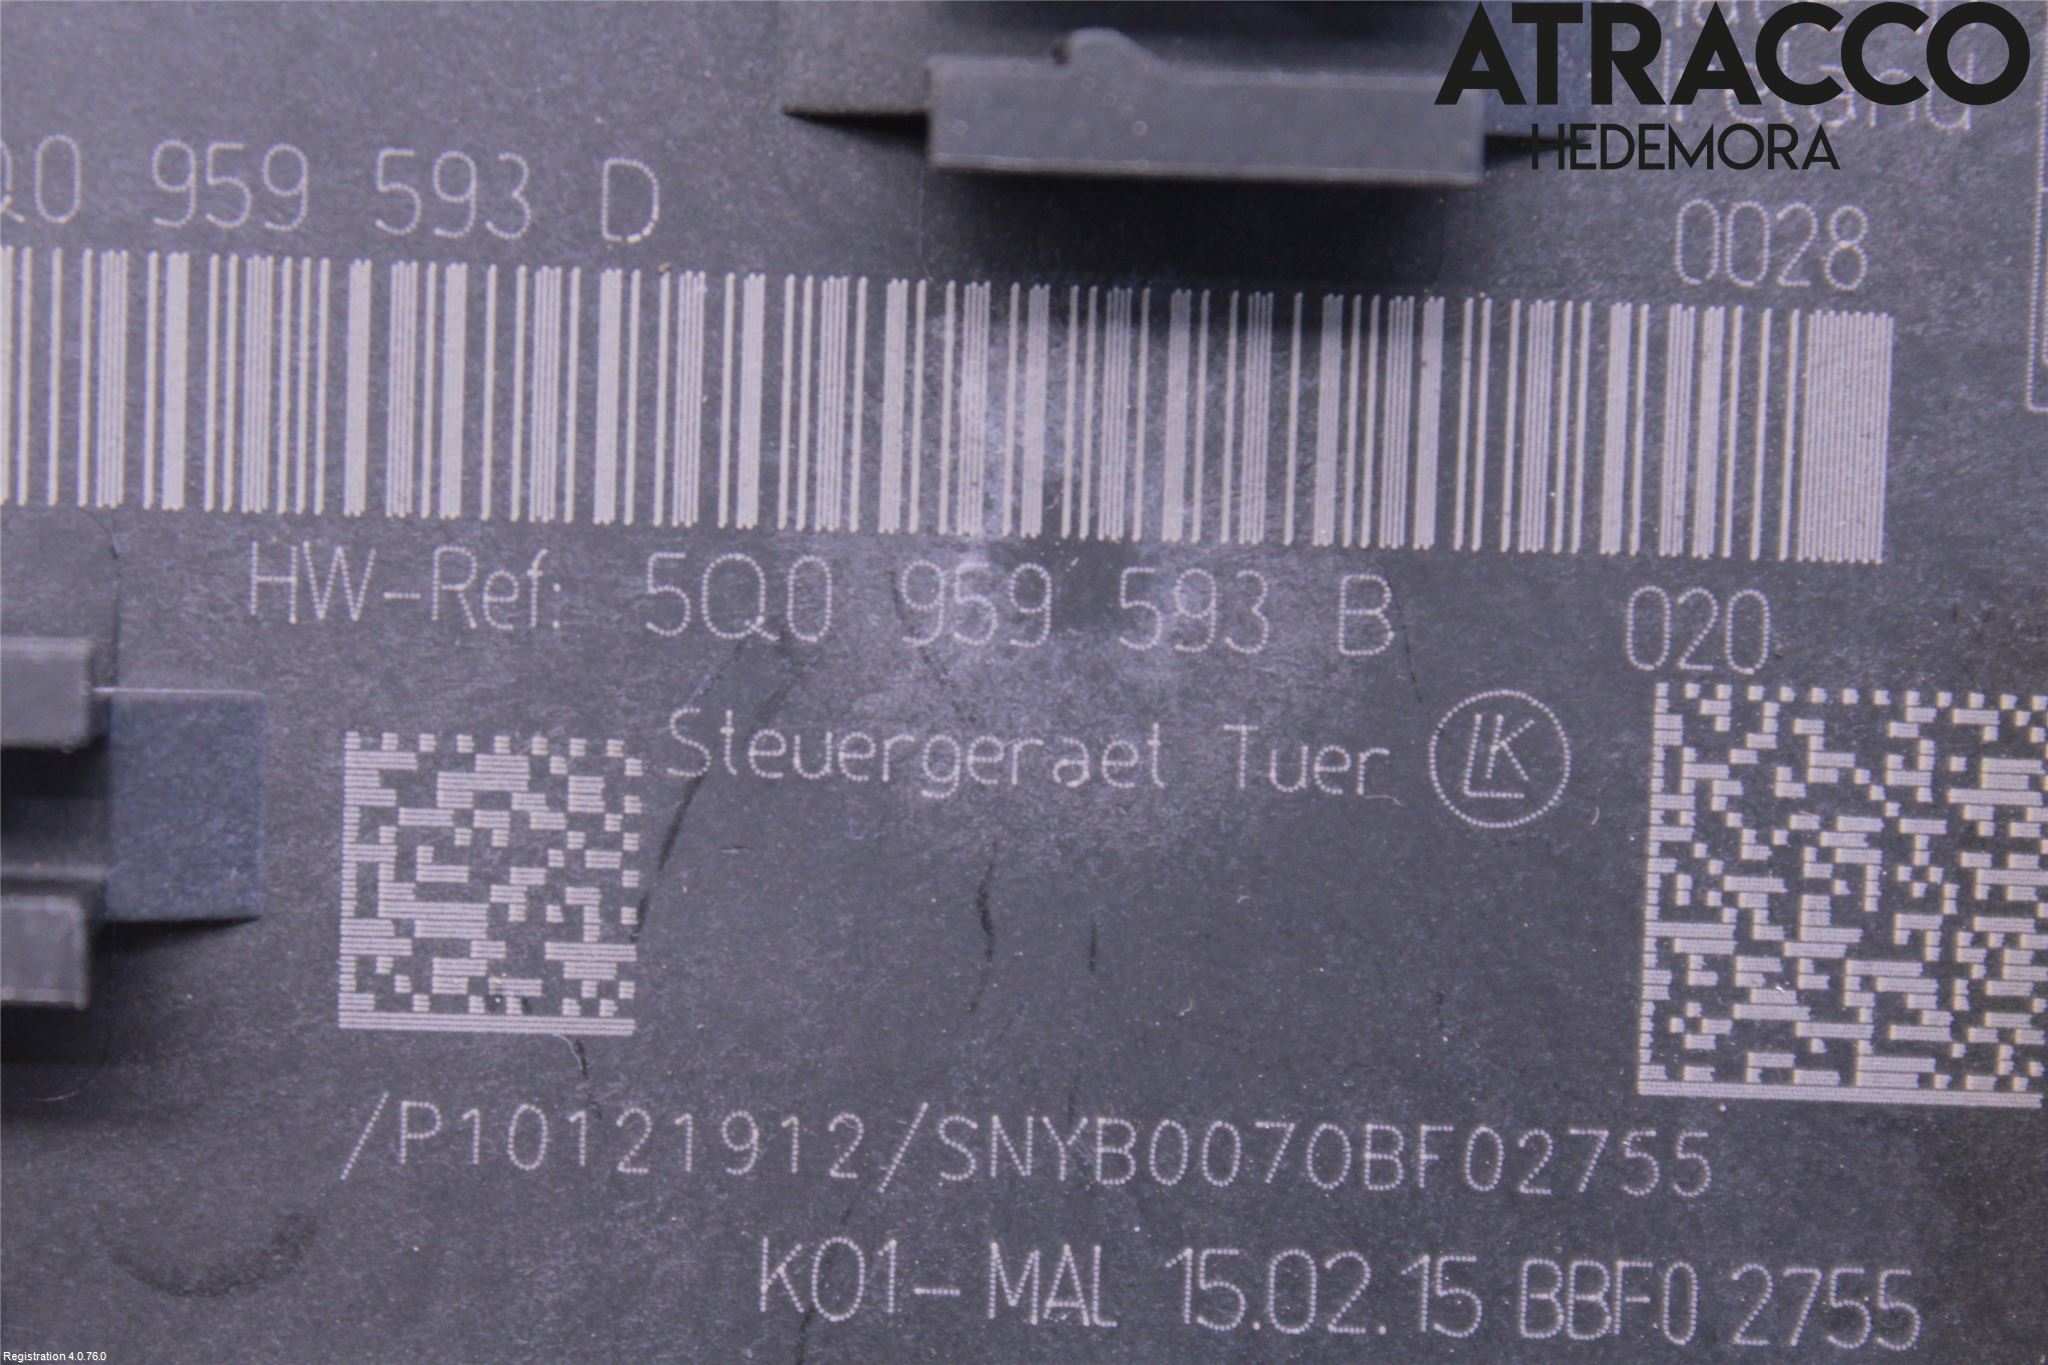 ATRACCO
HEDEMORA
Q0 959 593 D
0028
HW-Ref: 5Q0 959 593 B
020
Steuergeraet Tuer LK
/P10121912/SNYB0070BF02755
K01-MAL 15.02.15 BBF0 2755
Registration 4.0.76.0